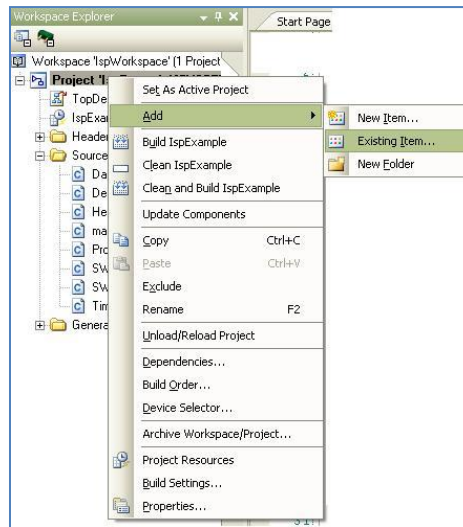 Workspace Explorer
Start Page
Workspace 'IspWorkspace' (1 Project
Project
Set As Active Project
Add
New Item...
Existing Item...
New Folder
Build IspExample
Clean IspExample
Clean and Build IspExample
Update Components
Copy Ctrl+C
Paste Ctrl+V
Exclude
Rename F2
Unload/Reload Project
Dependencies...
Build Order...
Device Selector...
Archive Workspace/Project...
Project Resources
Build Settings...
Properties...
TopDe
IspExa
Header
Source
Da
De
He
ma
Pro
SW
SW
Tim
Genera